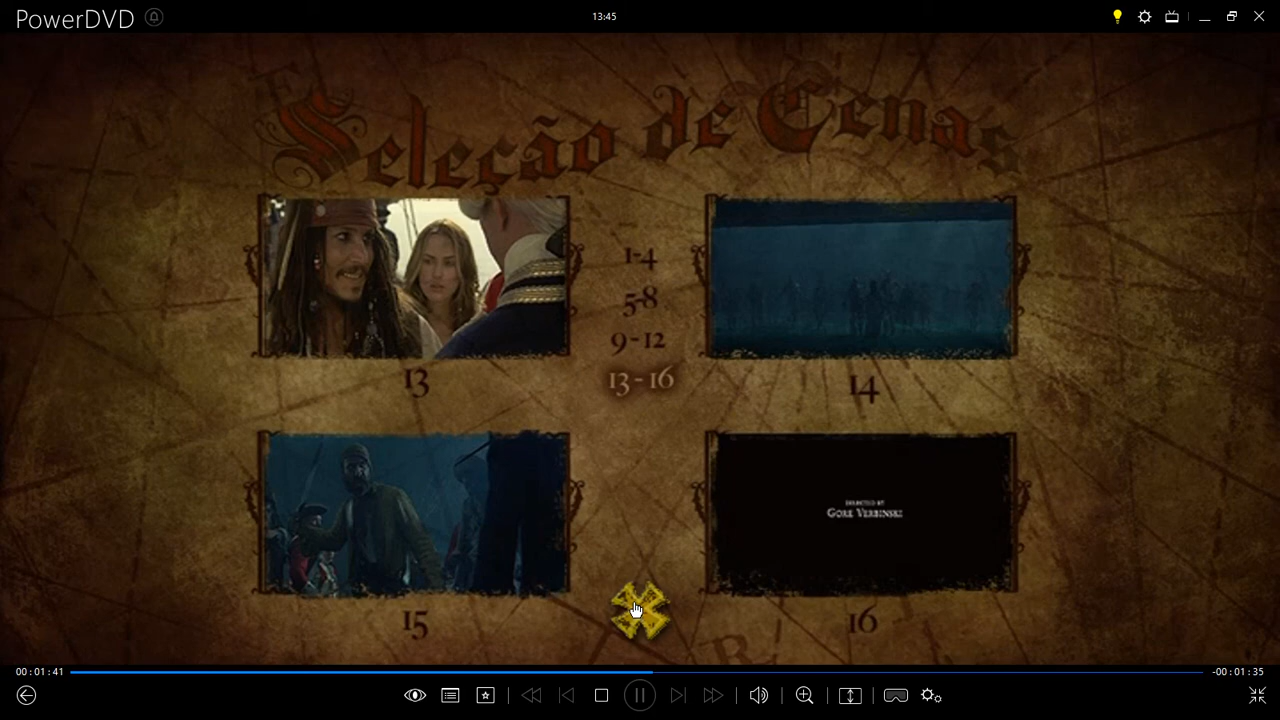 PowerDVD
13:45
Seleção de Cenas
1-4
5-8
9-12
13-16
13
14
DIRECTED BY
GORE VERBINSKI
15
16
00:01:41
-00:01:35